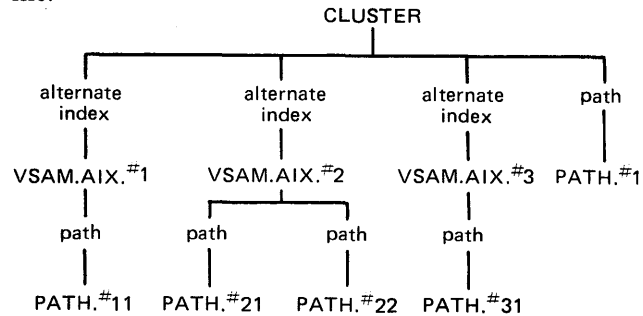 CLUSTER
alternate index
alternate index
alternate index
path
VSAM.AIX.#1
VSAM.AIX.#2
VSAM.AIX.#3
PATH.#1
path
path
path
path
PATH.#11
PATH.#21
PATH.#22
PATH.#31